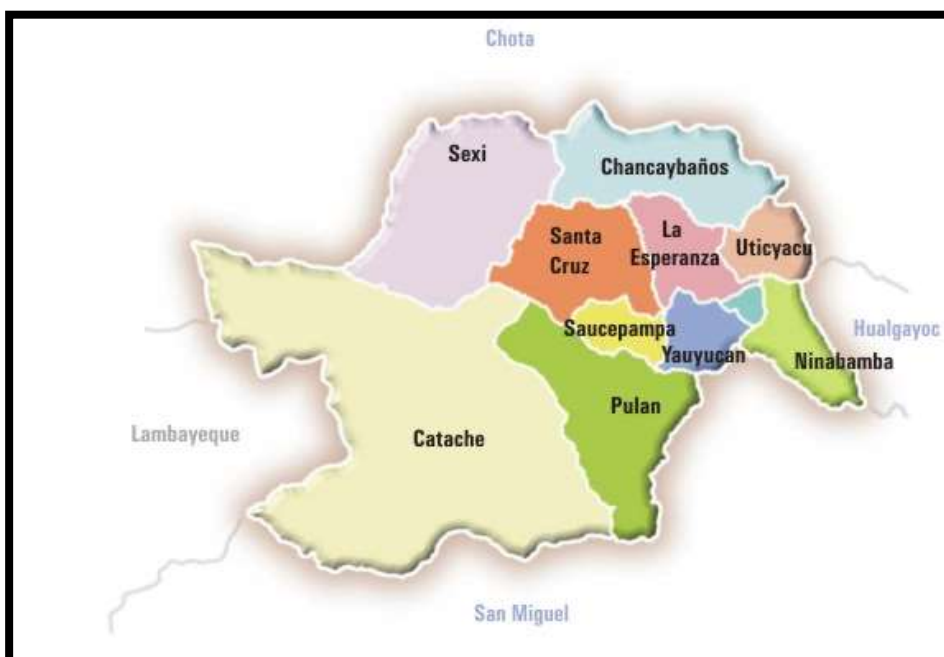 Chota
Sexi
Chancaybaños
Santa
Cruz
La
Esperanza
Uticyacu
Saucepampa
Yauyucan
Ninabamba
Hualgayoc
Pulan
Catache
Lambayeque
San Miguel